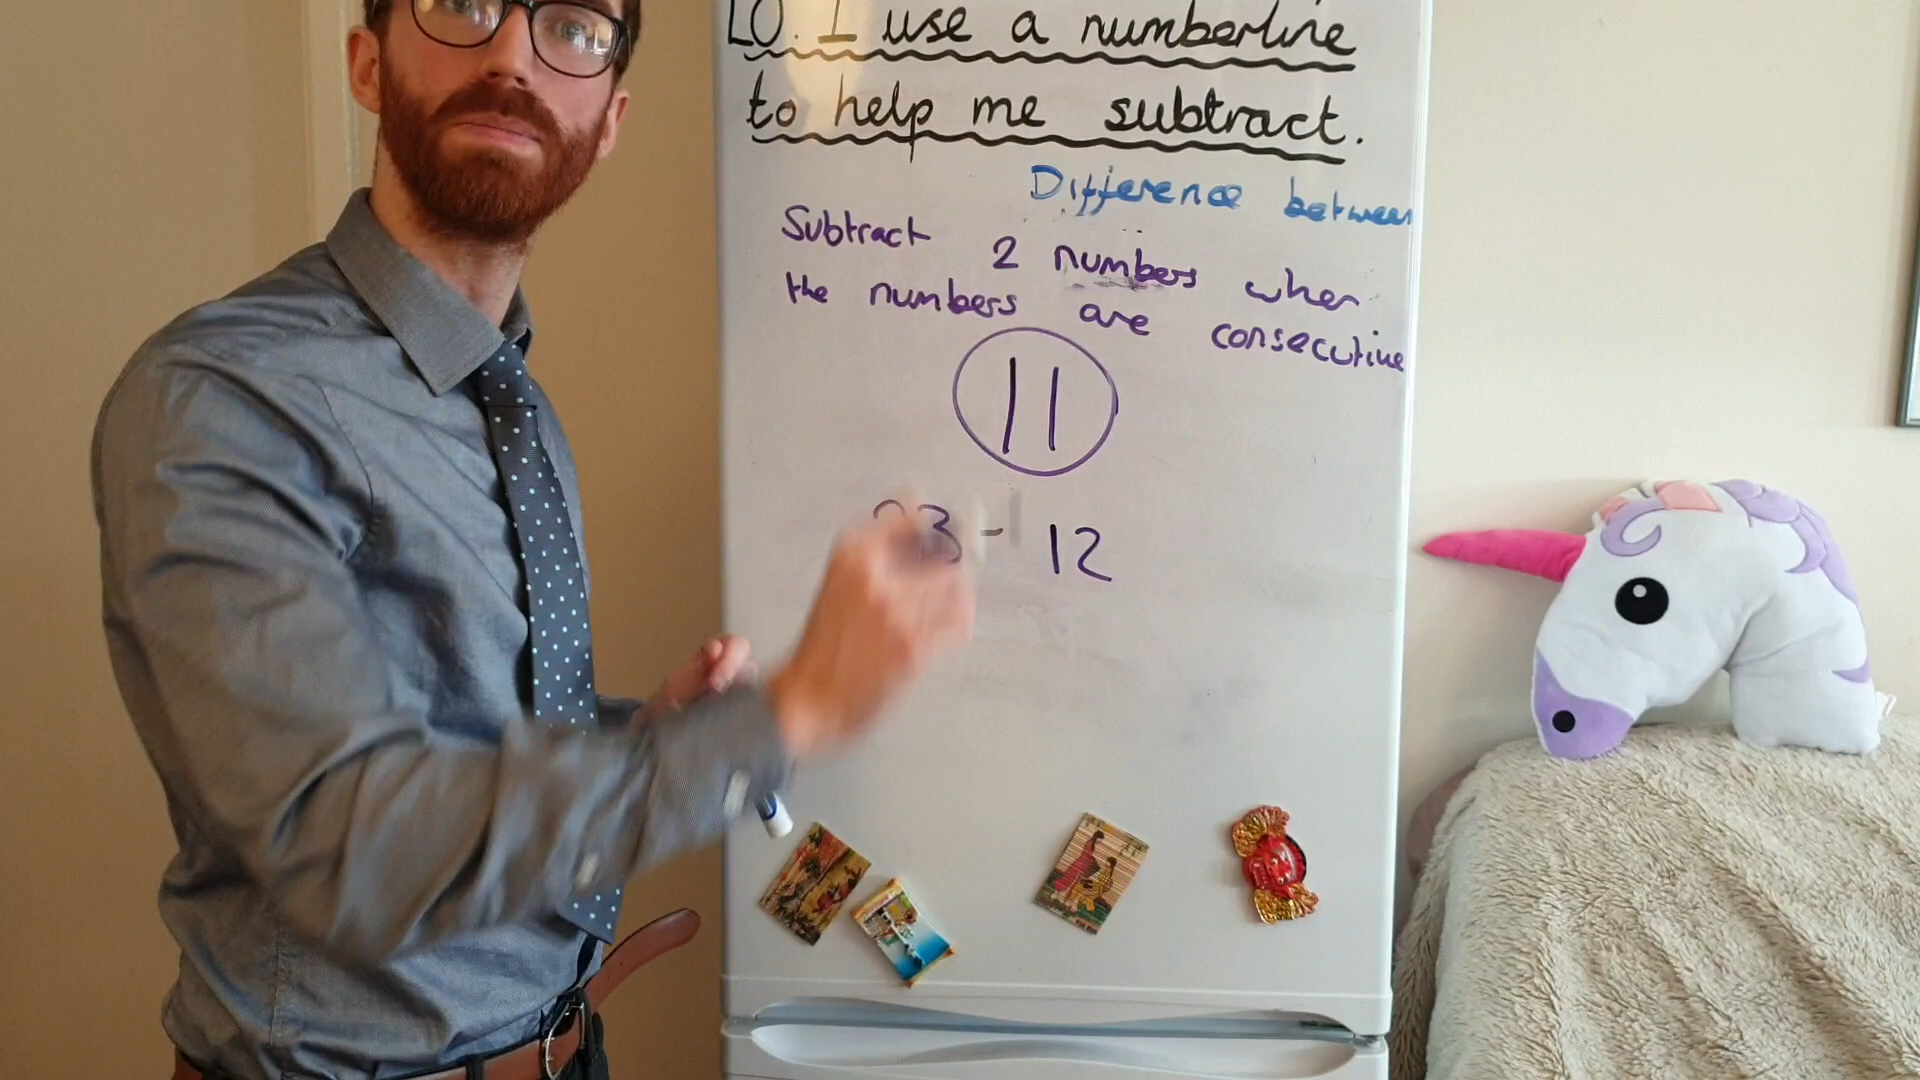 LO. I use a numberline
to help me subtract.
Difference between
Subtract 2 numbers when
the numbers are consecutive
11
23 - 12